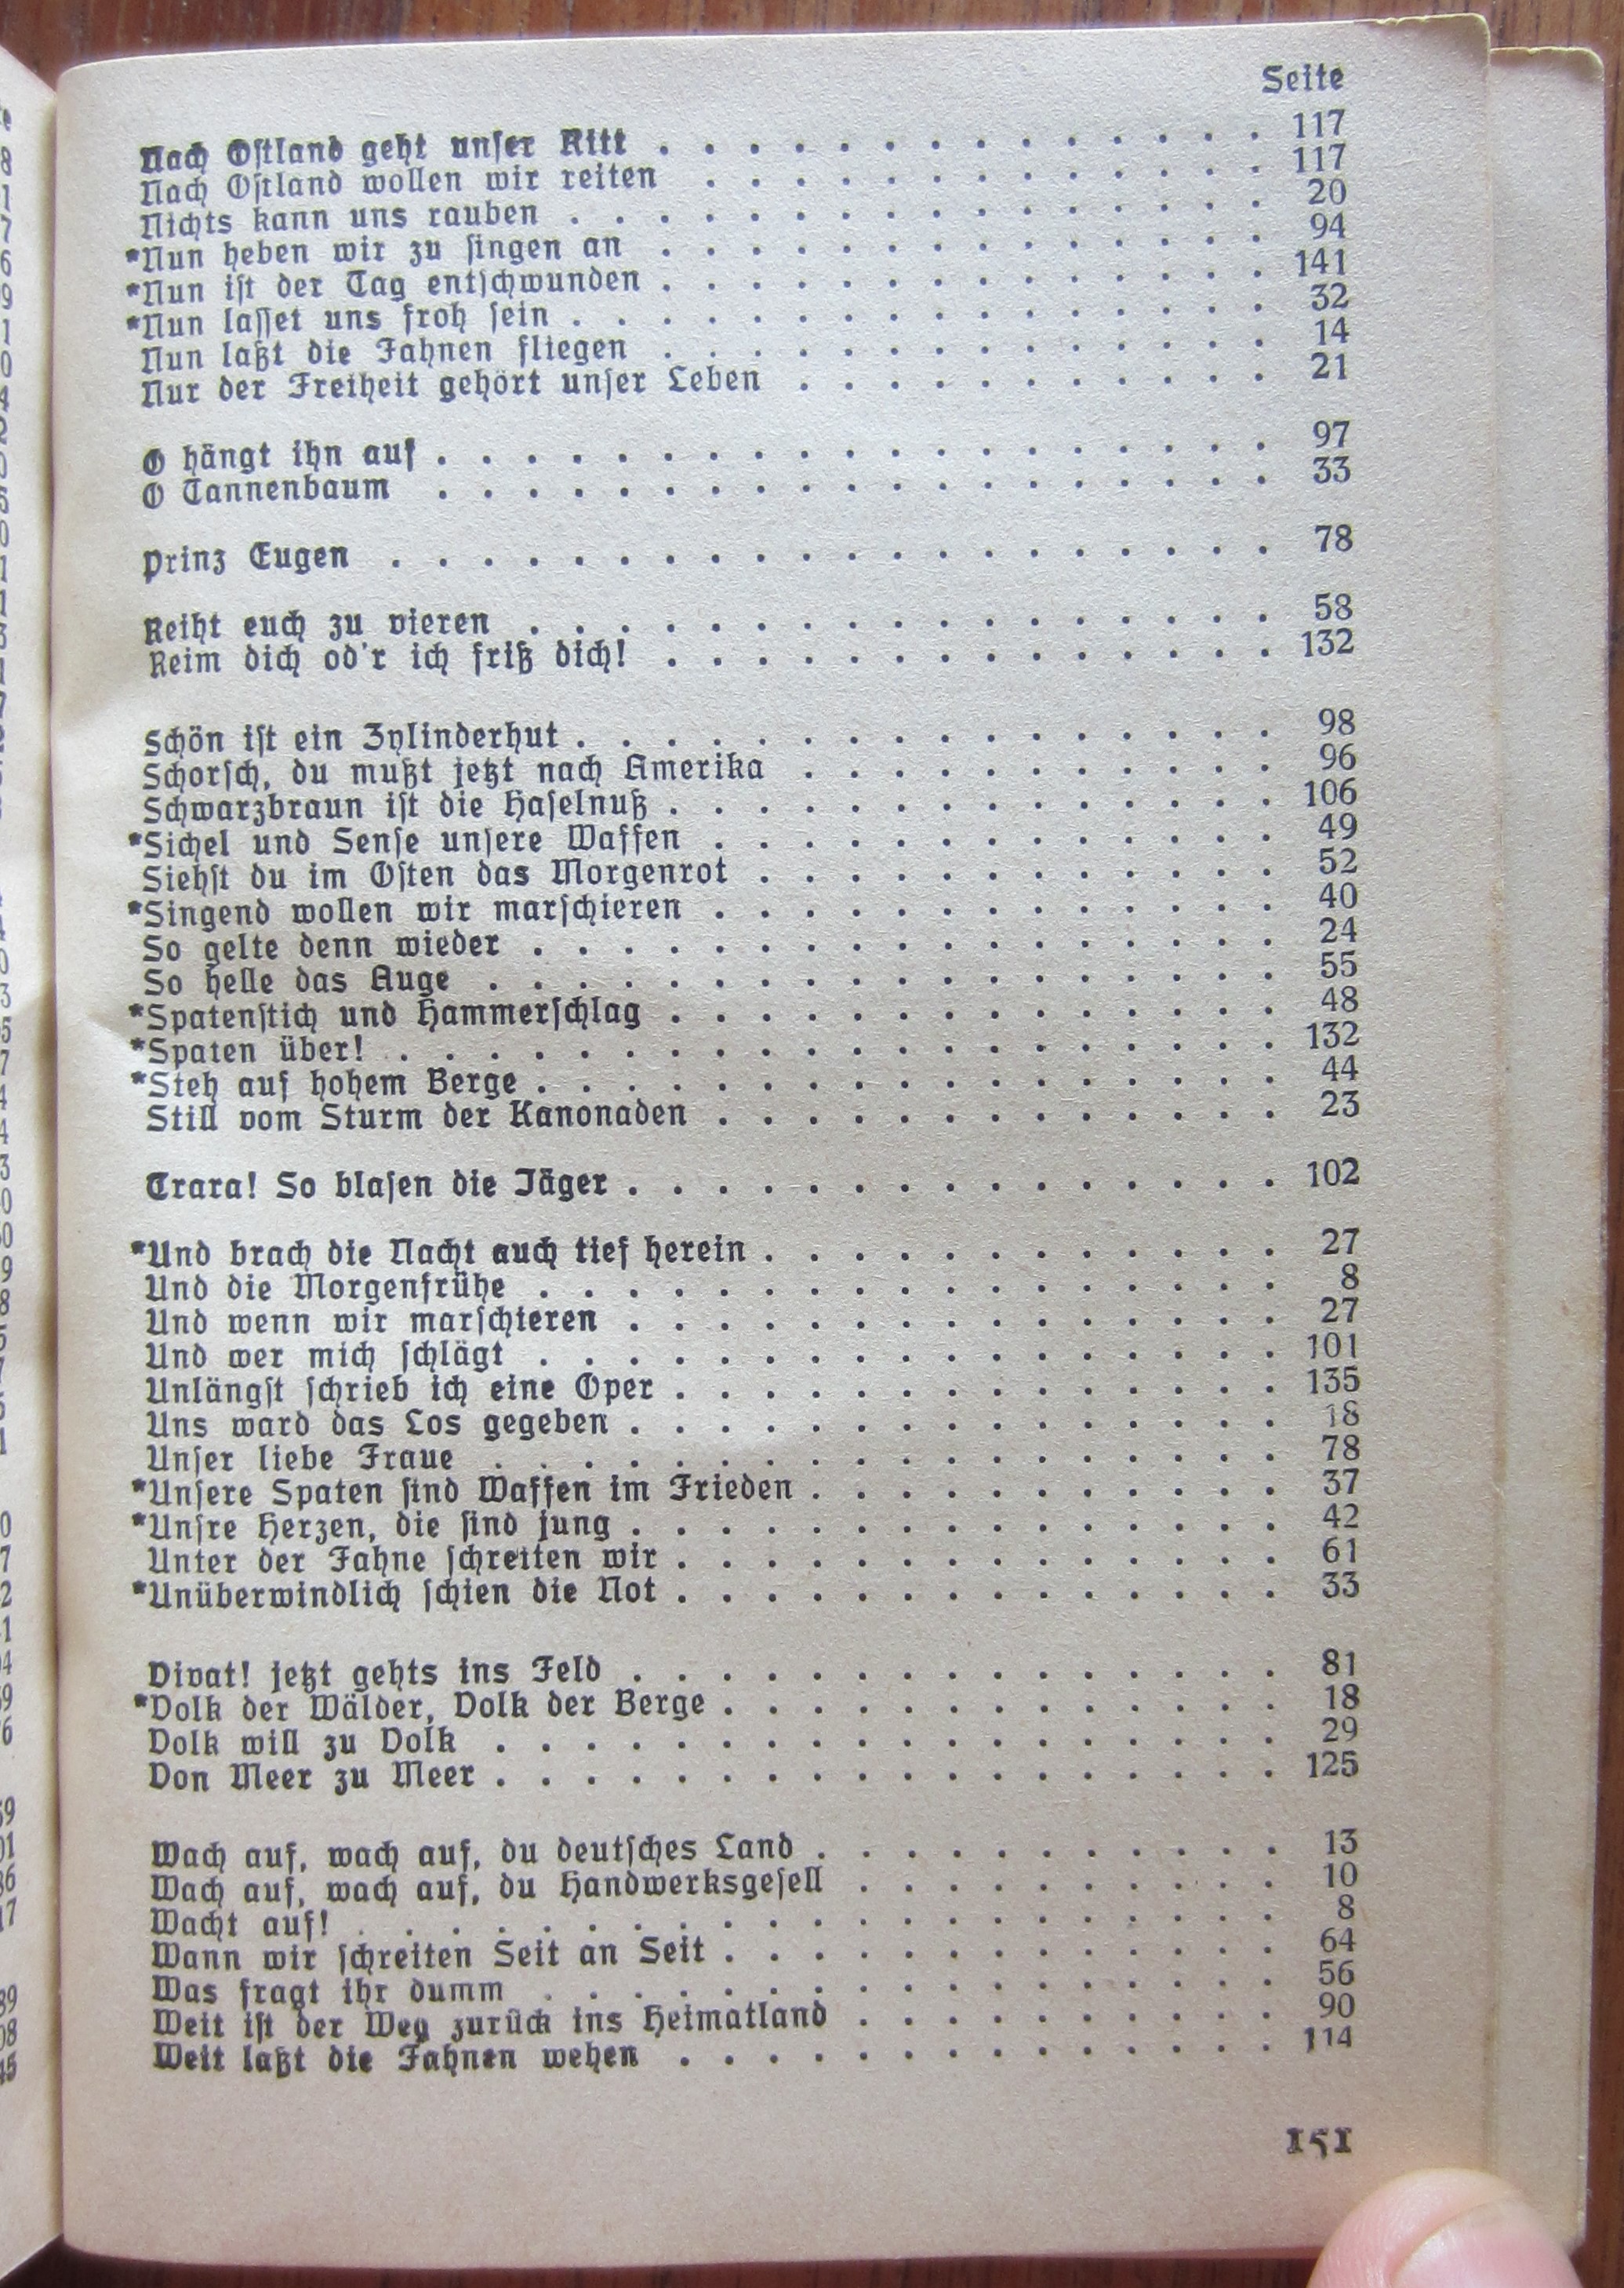 Seite
Nach Ostland geht unser Ritt . . . . . . . . . . . . . . 117
Nach Ostland wollen wir reiten . . . . . . . . . . . . . 117
Nichts kann uns rauben . . . . . . . . . . . . . . . . 20
*Nun heben wir zu singen an . . . . . . . . . . . . . . 94
*Nun ist der Tag entschwunden . . . . . . . . . . . . . . 141
*Nun lasset uns froh sein . . . . . . . . . . . . . . . . 32
Nun laßt die Fahnen fliegen . . . . . . . . . . . . . . 14
Nur der Freiheit gehört unser Leben . . . . . . . . . . . 21
O hängt ihn auf . . . . . . . . . . . . . . . . . . . 97
O Tannenbaum . . . . . . . . . . . . . . . . . . . 33
Prinz Eugen . . . . . . . . . . . . . . . . . . . . 78
Reiht euch zu vieren . . . . . . . . . . . . . . . . . 58
Reim dich od'r ich friß dich! . . . . . . . . . . . . . . 132
Schön ist ein Zylinderhut . . . . . . . . . . . . . . . . 98
Schorsch, du mußt jetzt nach Amerika . . . . . . . . . . . 96
Schwarzbraun ist die Haselnuß . . . . . . . . . . . . . . 106
*Sichel und Sense unsere Waffen . . . . . . . . . . . . . 49
Siehst du im Osten das Morgenrot . . . . . . . . . . . . 52
*Singend wollen wir marschieren . . . . . . . . . . . . . 40
So gelte denn wieder . . . . . . . . . . . . . . . . . 24
So helle das Auge . . . . . . . . . . . . . . . . . . 55
*Spatenstich und Hammerschlag . . . . . . . . . . . . . . 48
*Spaten über! . . . . . . . . . . . . . . . . . . . . 132
*Steh auf hohem Berge . . . . . . . . . . . . . . . . . 44
Still vom Sturm der Kanonaden . . . . . . . . . . . . . 23
Trara! So blasen die Jäger . . . . . . . . . . . . . . . 102
*Und brach die Nacht auch tief herein . . . . . . . . . . . . 27
Und die Morgenfrühe . . . . . . . . . . . . . . . . . 8
Und wenn wir marschieren . . . . . . . . . . . . . . . 27
Und wer mich schlägt . . . . . . . . . . . . . . . . . 101
Unlängst schrieb ich eine Oper . . . . . . . . . . . . . . 135
Uns ward das Los gegeben . . . . . . . . . . . . . . . 18
Unser liebe Fraue . . . . . . . . . . . . . . . . . . 78
*Unsere Spaten sind Waffen im Frieden . . . . . . . . . . . 37
*Unsre Herzen, die sind jung . . . . . . . . . . . . . . . 42
Unter der Fahne schreiten wir . . . . . . . . . . . . . . 61
*Unüberwindlich schien die Not . . . . . . . . . . . . . . 33
Vivat! jetzt gehts ins Feld . . . . . . . . . . . . . . . 81
*Volk der Wälder, Volk der Berge . . . . . . . . . . . . . 18
Volk will zu Volk . . . . . . . . . . . . . . . . . . 29
Von Meer zu Meer . . . . . . . . . . . . . . . . . . 125
Wach auf, wach auf, du deutsches Land . . . . . . . . . . . 13
Wach auf, wach auf, du Handwerksgesell . . . . . . . . . . 10
Wacht auf! . . . . . . . . . . . . . . . . . . . . . 8
Wann wir schreiten Seit an Seit . . . . . . . . . . . . . 64
Was fragt ihr dumm . . . . . . . . . . . . . . . . . 56
Weit ist der Weg zurück ins Heimatland . . . . . . . . . . 90
Weit laßt die Fahnen wehen . . . . . . . . . . . . . . 114
151